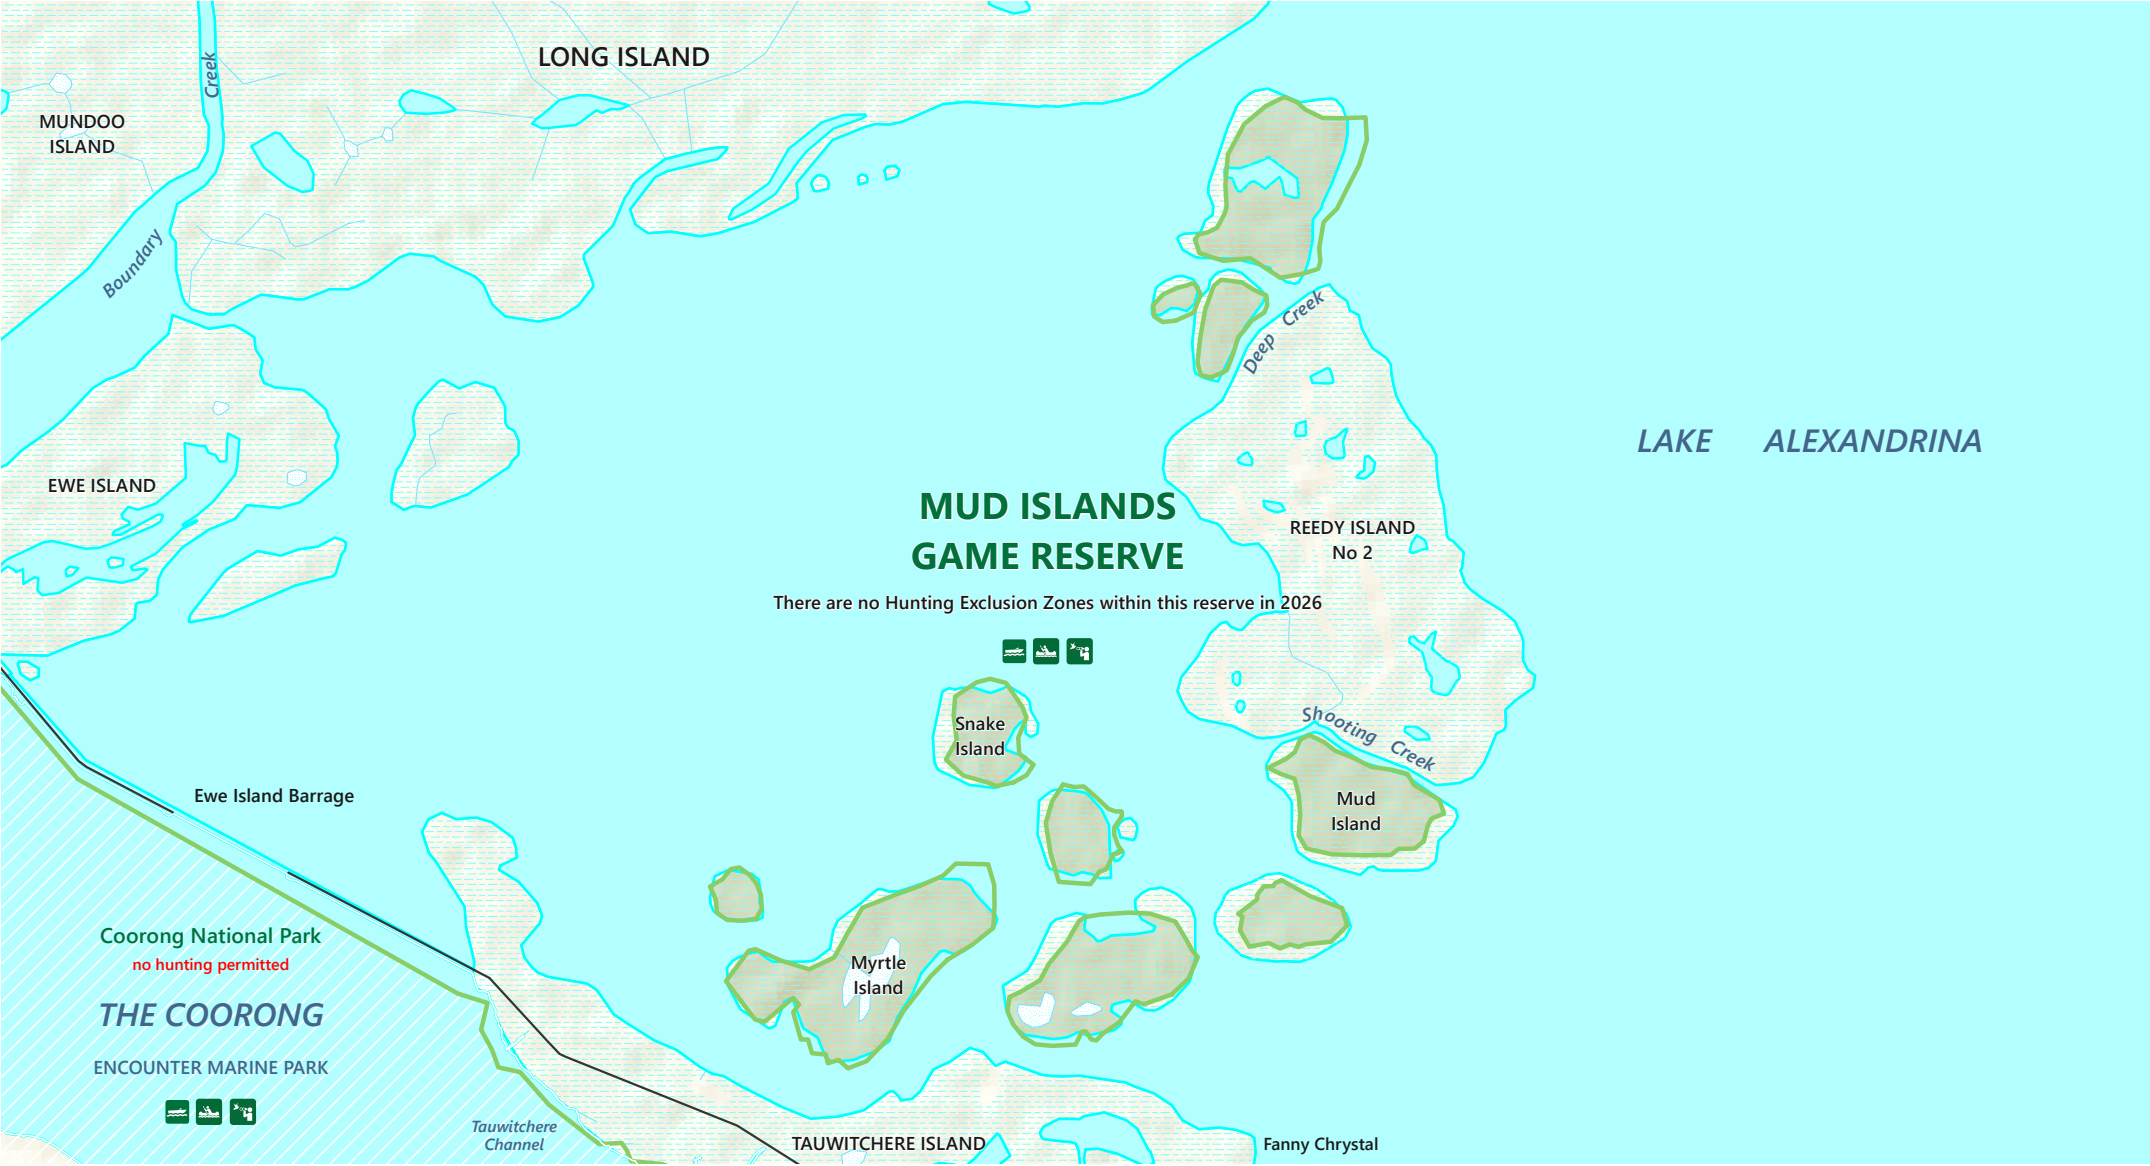 LONG ISLAND
Creek
MUNDOO
ISLAND
Boundary
Deep Creek
LAKE ALEXANDRINA
EWE ISLAND
MUD ISLANDS
GAME RESERVE
REEDY ISLAND
No 2
There are no Hunting Exclusion Zones within this reserve in 2026
Snake
Island
Shooting Creek
Ewe Island Barrage
Mud
Island
Coorong National Park
no hunting permitted
Myrtle
Island
THE COORONG
ENCOUNTER MARINE PARK
Tauwitchere
Channel
TAUWITCHERE ISLAND
Fanny Chrystal